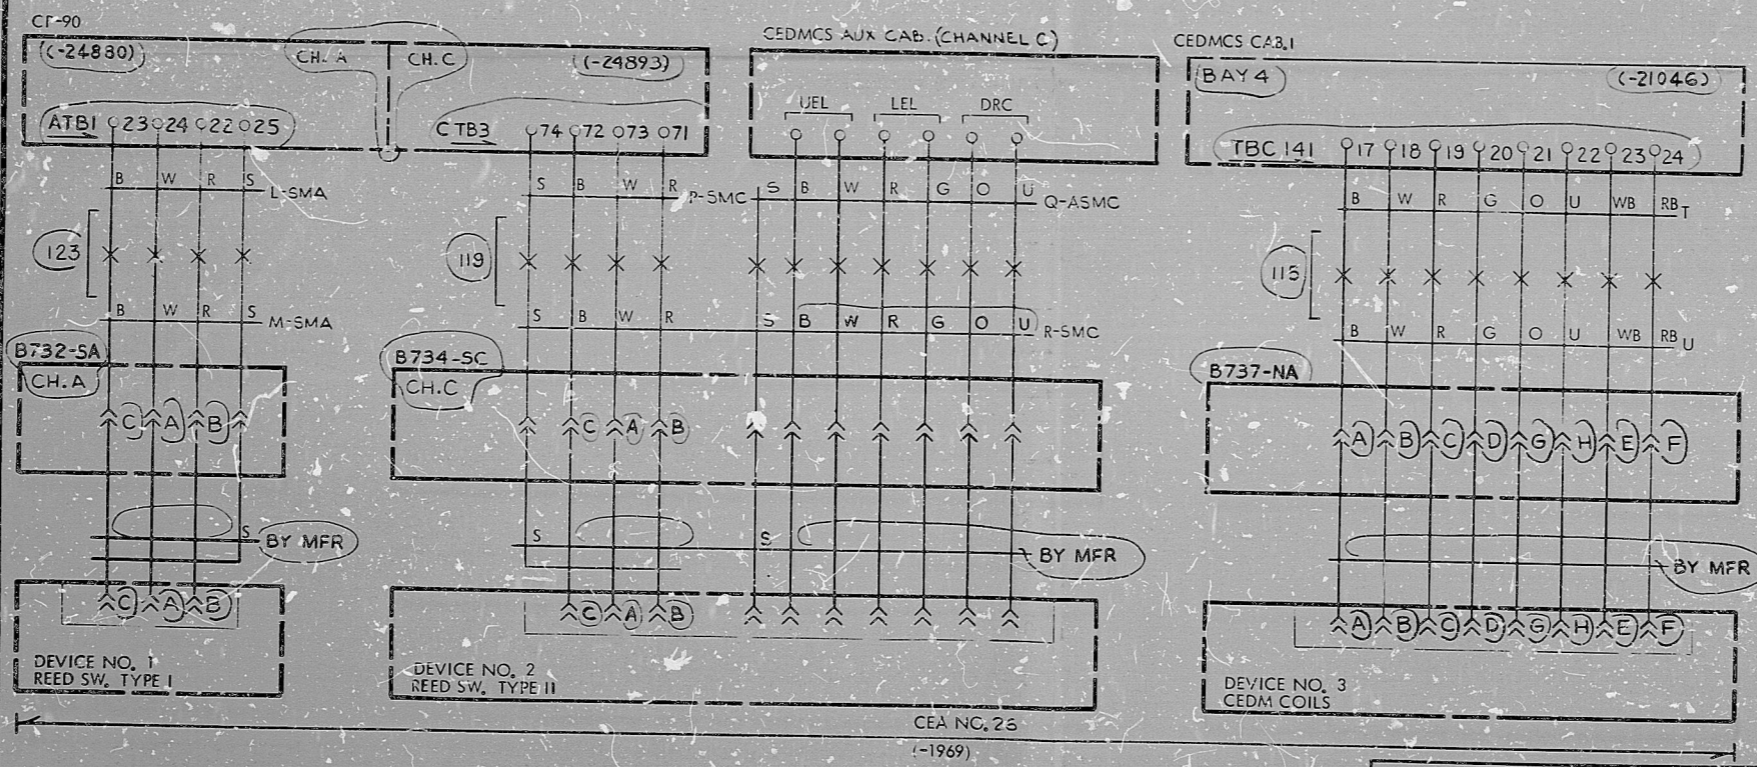 CP-90
(-24880)
CH. A
CH. C
(-24893)
ATB1 23 24 22 25
CTB3 74 72 73 71
CEDMCS AUX CAB. (CHANNEL C)
UEL LEL DRC
CEDMCS CAB.1
BAY 4
(-21046)
TBC 141 17 18 19 20 21 22 23 24
B W R S L-SMA
S B W R P-SMC
S B W R G O U Q-ASMC
B W R G O U WB RB T
123
119
115
B W R S M-SMA
S B W R S B W R G O U R-SMC
B W R G O U WB RB U
B732-SA
CH. A
C A B
B734-SC
CH. C
C A B
B737-NA
A B C D G H E F
S BY MFR
S S BY MFR
BY MFR
C A B
DEVICE NO. 1
REED SW. TYPE I
C A B
DEVICE NO. 2
REED SW. TYPE II
A B C D G H E F
DEVICE NO. 3
CEDM COILS
CEA NO.
(-1969)